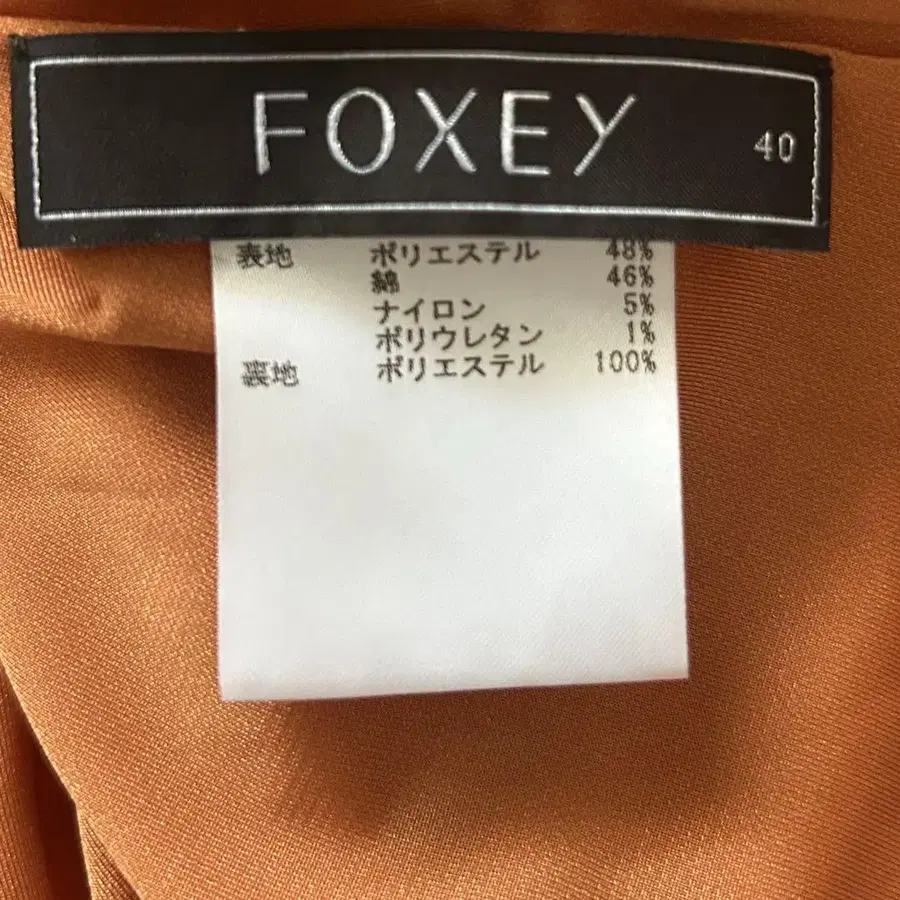 FOXEY 40
表地 ポリエステル 48%
綿 46%
ナイロン 5%
ポリウレタン 1%
裏地 ポリエステル 100%